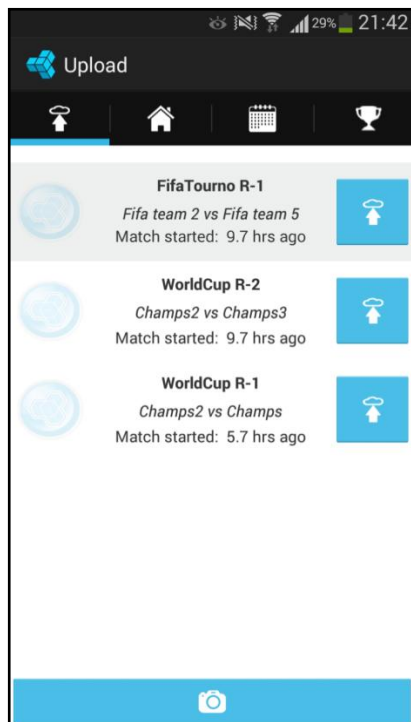 29% 21:42
Upload
FifaTourno R-1
Fifa team 2 vs Fifa team 5
Match started: 9.7 hrs ago
WorldCup R-2
Champs2 vs Champs3
Match started: 9.7 hrs ago
WorldCup R-1
Champs2 vs Champs
Match started: 5.7 hrs ago